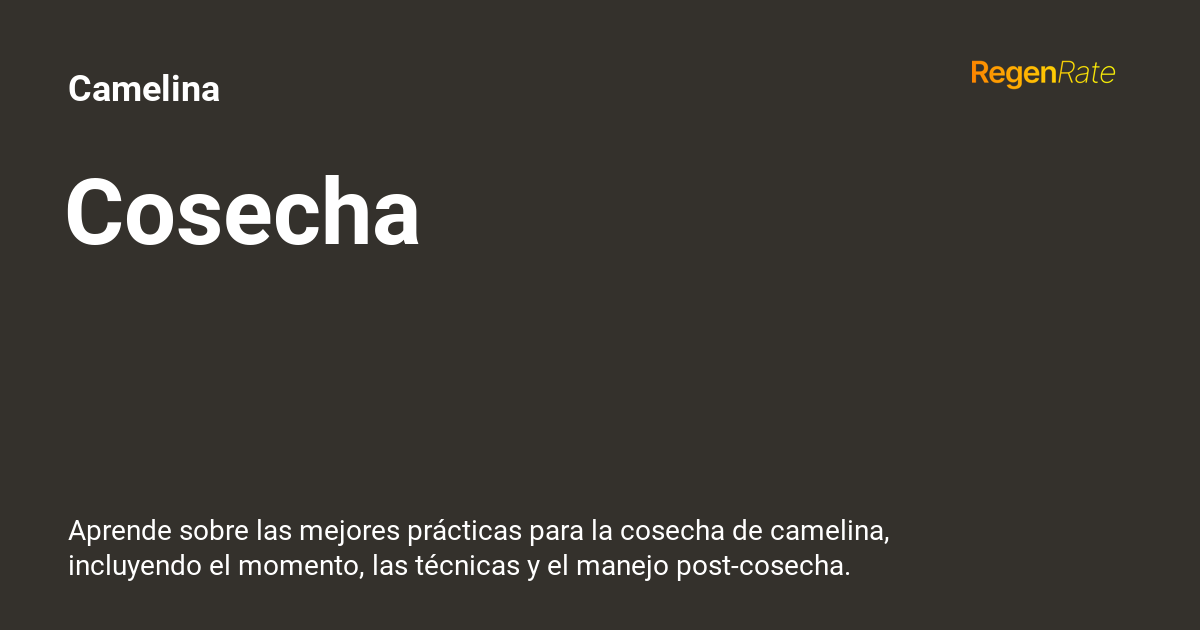 Camelina
RegenRate
Cosecha
Aprende sobre las mejores prácticas para la cosecha de camelina,
incluyendo el momento, las técnicas y el manejo post-cosecha.